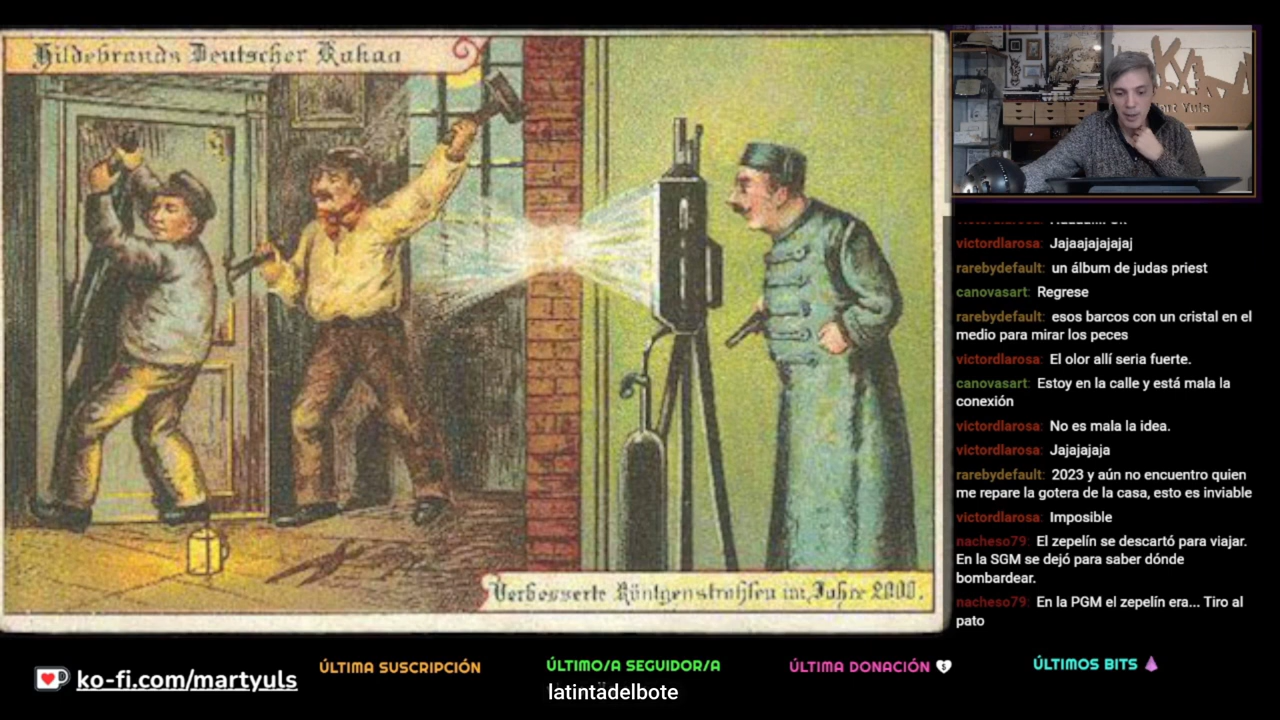 Hildebrands Deutscher Kakao
Verbesserte Röntgenstrahlen im Jahre 2000.
Mart Yuls
victordlarosa: Jajaajajajajaj
rarebydefault: un álbum de judas priest
canovasart: Regrese
rarebydefault: esos barcos con un cristal en el
medio para mirar los peces
victordlarosa: El olor allí seria fuerte.
canovasart: Estoy en la calle y está mala la
conexión
victordlarosa: No es mala la idea.
victordlarosa: Jajajajaja
rarebydefault: 2023 y aún no encuentro quien
me repare la gotera de la casa, esto es inviable
victordlarosa: Imposible
nacheso79: El zepelín se descartó para viajar.
En la SGM se dejó para saber dónde
bombardear.
nacheso79: En la PGM el zepelín era... Tiro al
pato
ko-fi.com/martyuls
ÚLTIMA SUSCRIPCIÓN
ÚLTIMO/A SEGUIDOR/A
latintädelbote
ÚLTIMA DONACIÓN
ÚLTIMOS BITS